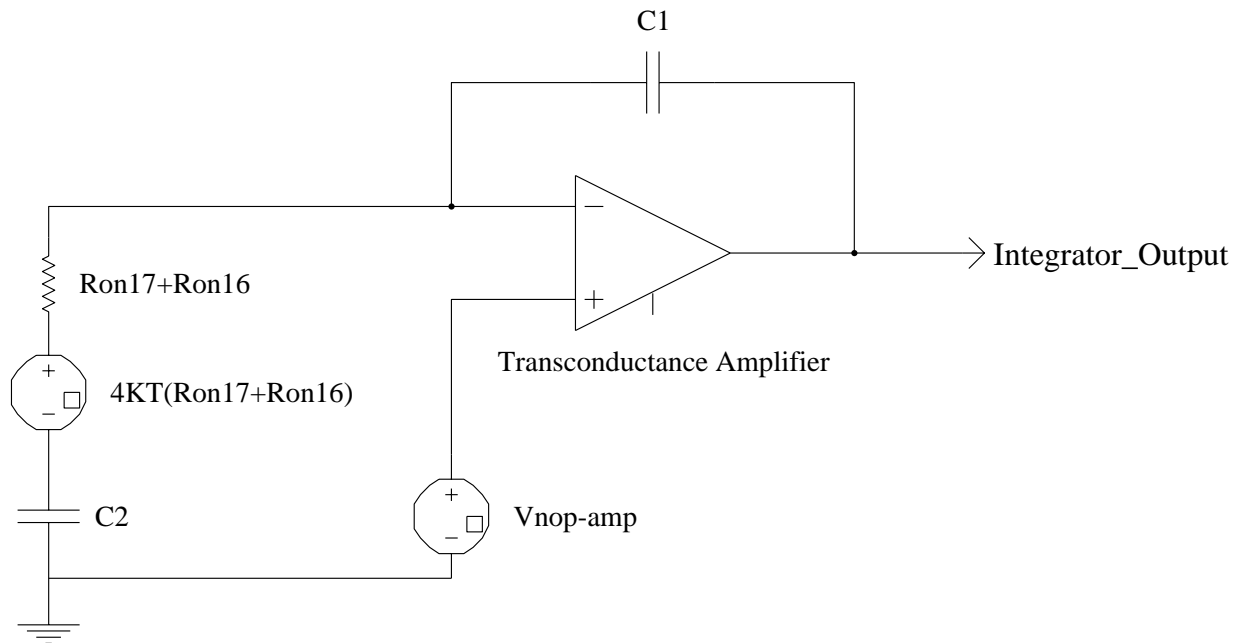 C1
Integrator_Output
Ron17+Ron16
Transconductance Amplifier
4KT(Ron17+Ron16)
C2
Vnop-amp